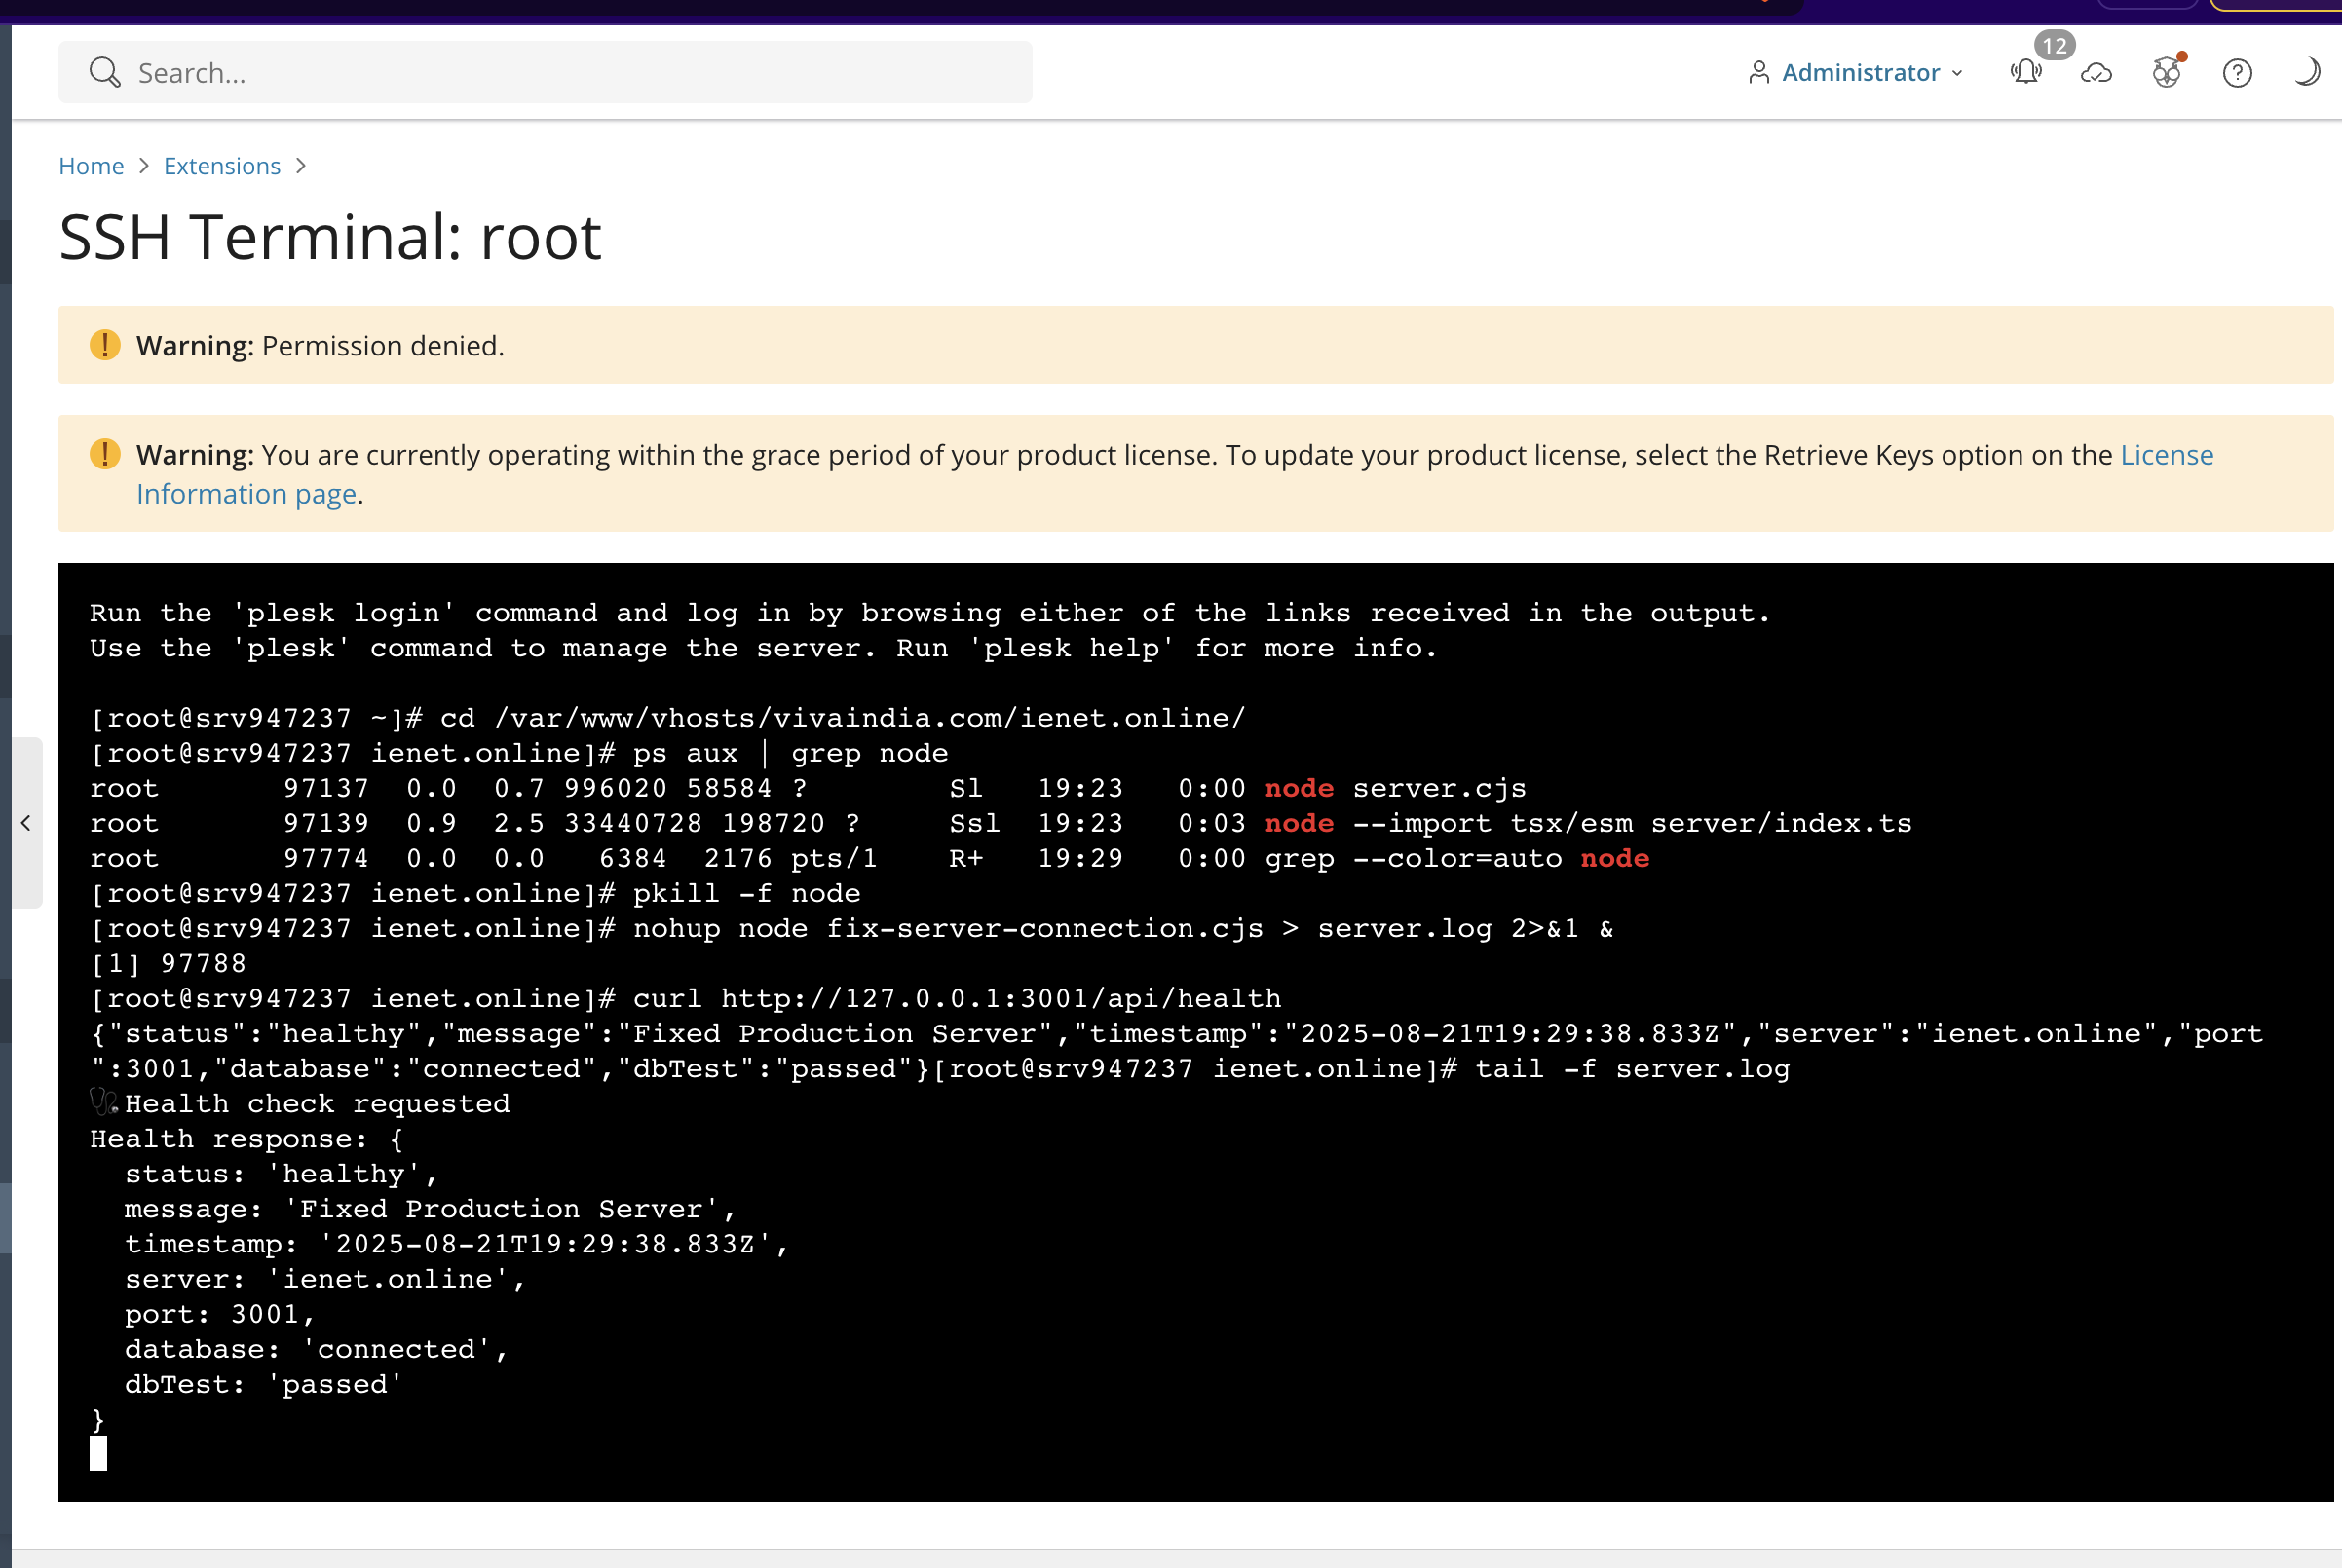 Search...
Administrator
12
Home > Extensions >
SSH Terminal: root
Warning: Permission denied.
Warning: You are currently operating within the grace period of your product license. To update your product license, select the Retrieve Keys option on the License
Information page.
Run the 'plesk login' command and log in by browsing either of the links received in the output.
Use the 'plesk' command to manage the server. Run 'plesk help' for more info.
[root@srv947237 ~]# cd /var/www/vhosts/vivaindia.com/ienet.online/
[root@srv947237 ienet.online]# ps aux | grep node
root       97137  0.0  0.7 996020 58584 ?        Sl   19:23   0:00 node server.cjs
root       97139  0.9  2.5 33440728 198720 ?     Ssl  19:23   0:03 node --import tsx/esm server/index.ts
root       97774  0.0  0.0   6384  2176 pts/1    R+   19:29   0:00 grep --color=auto node
[root@srv947237 ienet.online]# pkill -f node
[root@srv947237 ienet.online]# nohup node fix-server-connection.cjs > server.log 2>&1 &
[1] 97788
[root@srv947237 ienet.online]# curl http://127.0.0.1:3001/api/health
{"status":"healthy","message":"Fixed Production Server","timestamp":"2025-08-21T19:29:38.833Z","server":"ienet.online","port
":3001,"database":"connected","dbTest":"passed"}[root@srv947237 ienet.online]# tail -f server.log
🩺 Health check requested
Health response: {
  status: 'healthy',
  message: 'Fixed Production Server',
  timestamp: '2025-08-21T19:29:38.833Z',
  server: 'ienet.online',
  port: 3001,
  database: 'connected',
  dbTest: 'passed'
}